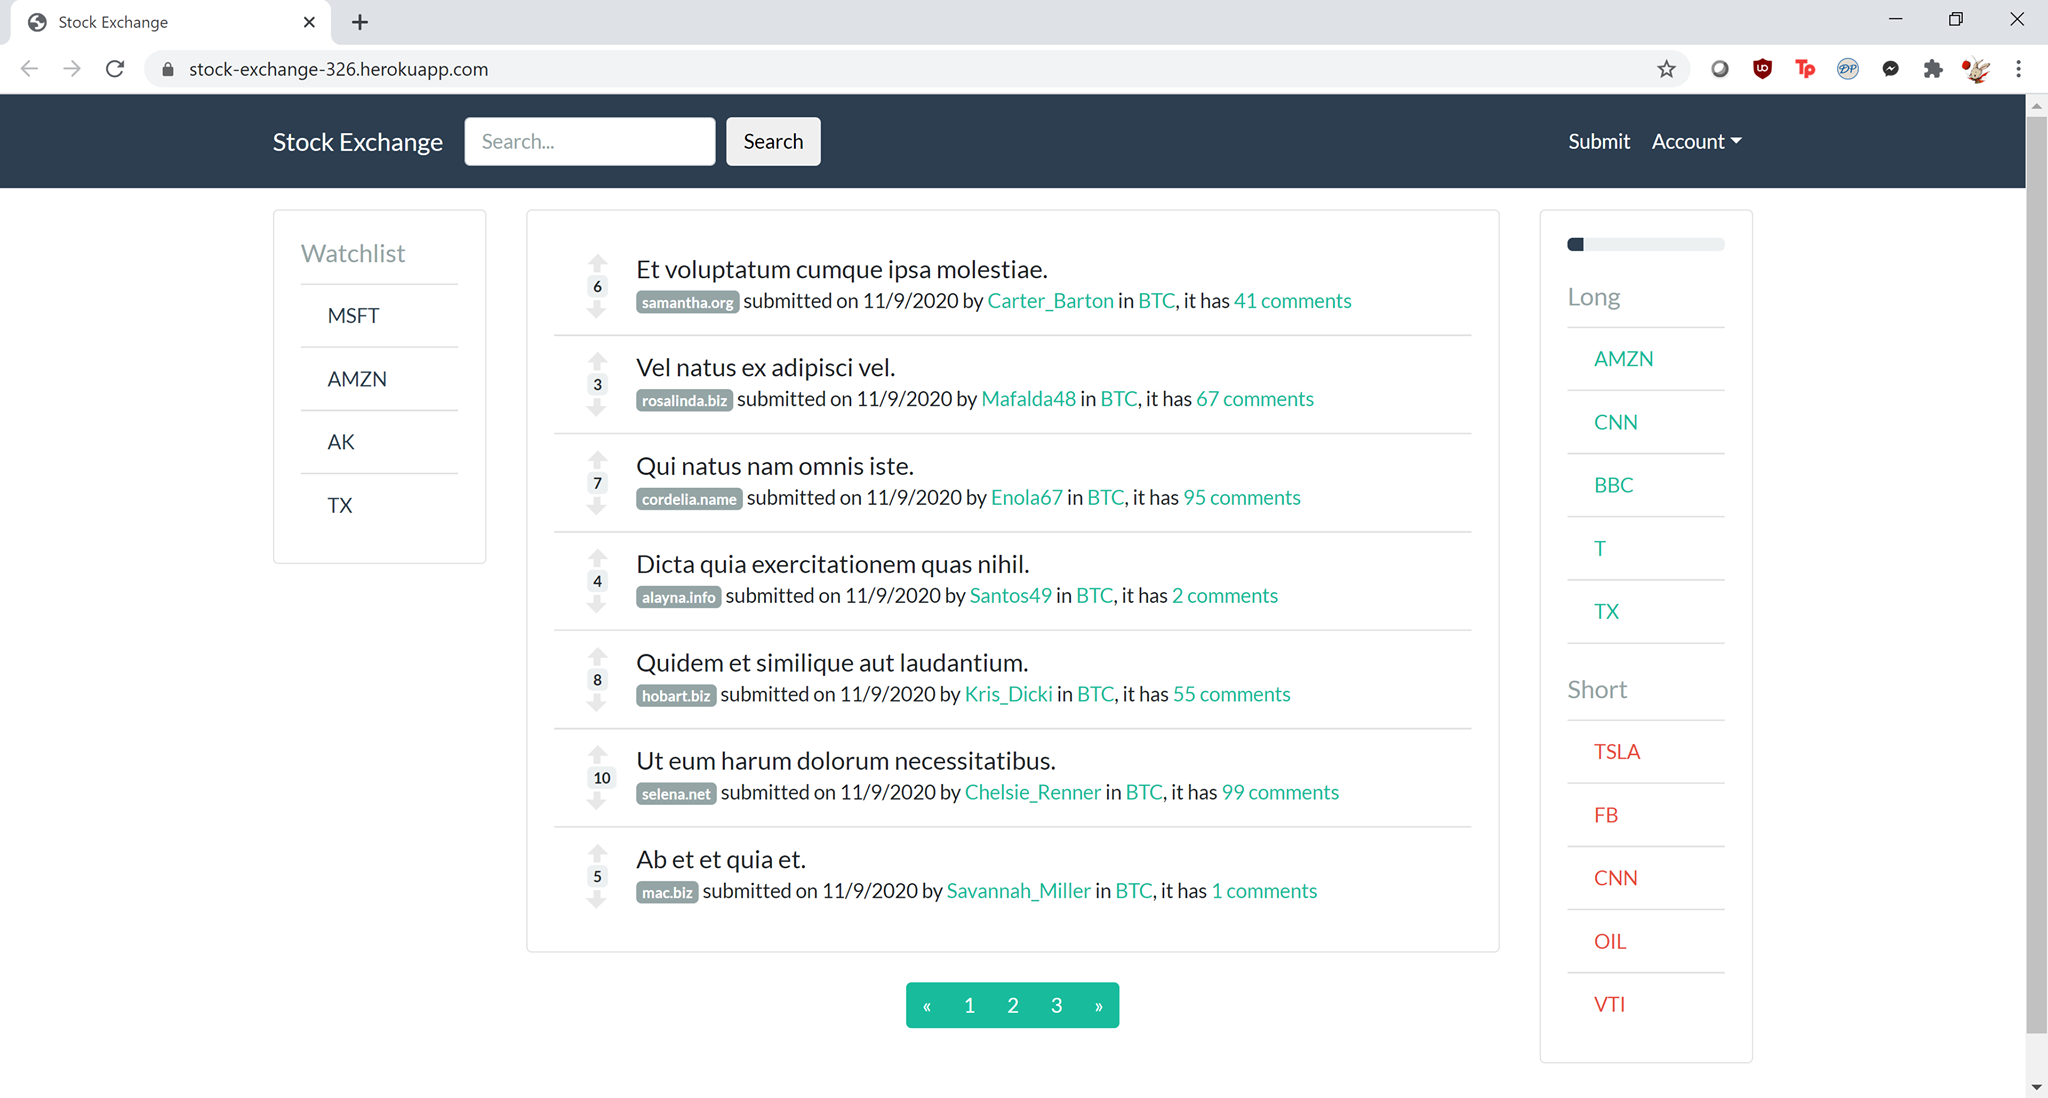 Stock Exchange
stock-exchange-326.herokuapp.com
Stock Exchange Search... Search Submit Account
Watchlist
MSFT
AMZN
AK
TX
6
Et voluptatum cumque ipsa molestiae.
samantha.org submitted on 11/9/2020 by Carter_Barton in BTC, it has 41 comments
3
Vel natus ex adipisci vel.
rosalinda.biz submitted on 11/9/2020 by Mafalda48 in BTC, it has 67 comments
7
Qui natus nam omnis iste.
cordelia.name submitted on 11/9/2020 by Enola67 in BTC, it has 95 comments
4
Dicta quia exercitationem quas nihil.
alayna.info submitted on 11/9/2020 by Santos49 in BTC, it has 2 comments
8
Quidem et similique aut laudantium.
hobart.biz submitted on 11/9/2020 by Kris_Dicki in BTC, it has 55 comments
10
Ut eum harum dolorum necessitatibus.
selena.net submitted on 11/9/2020 by Chelsie_Renner in BTC, it has 99 comments
5
Ab et et quia et.
mac.biz submitted on 11/9/2020 by Savannah_Miller in BTC, it has 1 comments
« 1 2 3 »
Long
AMZN
CNN
BBC
T
TX
Short
TSLA
FB
CNN
OIL
VTI